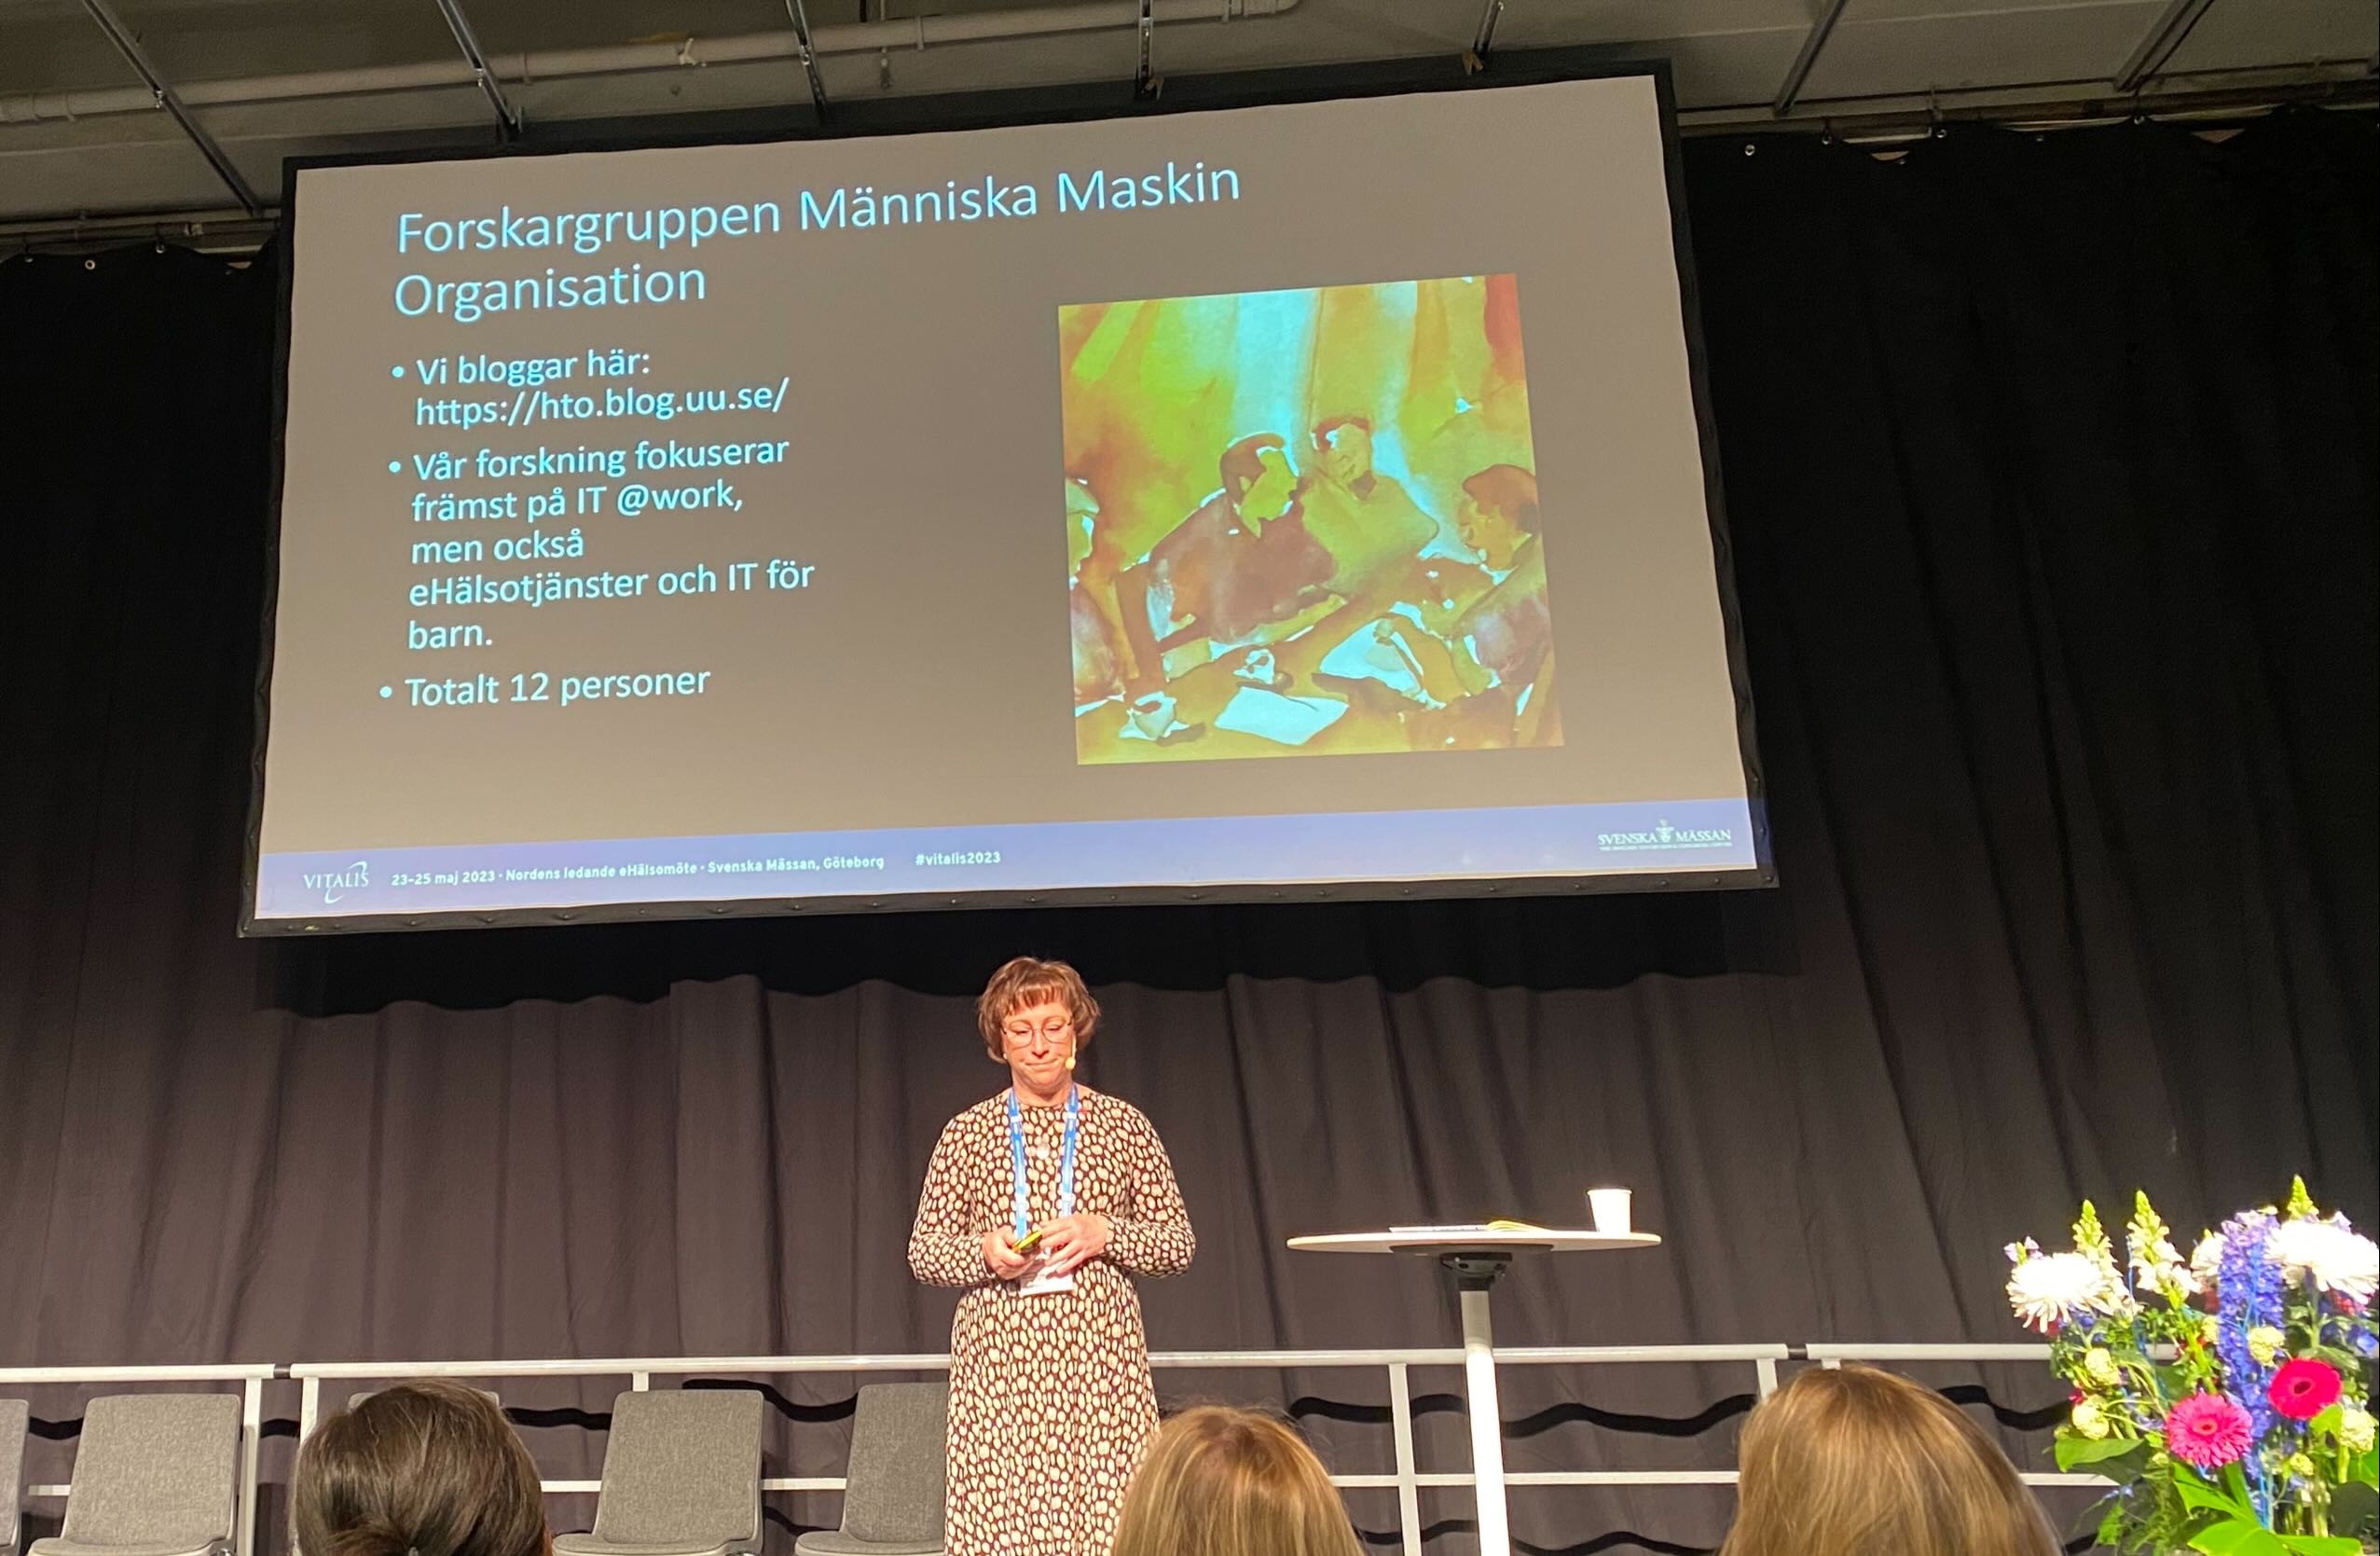 Forskargruppen Människa Maskin
Organisation
• Vi bloggar här:
https://hto.blog.uu.se/
• Vår forskning fokuserar
främst på IT @work,
men också
eHälsotjänster och IT för
barn.
• Totalt 12 personer
VITALIS 23-25 maj 2023 · Nordens ledande eHälsomöte · Svenska Mässan, Göteborg #vitalis2023
SVENSKA MÄSSAN